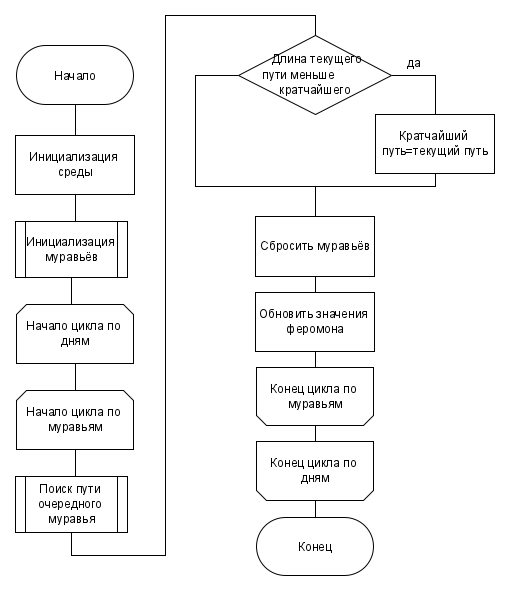 Начало
Инициализация
среды
Инициализация
муравьёв
Начало цикла по
дням
Начало цикла по
муравьям
Поиск пути
очередного
муравья
Длина текущего
пути меньше
кратчайшего
да
Кратчайший
путь=текущий путь
Сбросить муравьёв
Обновить значения
феромона
Конец цикла по
муравьям
Конец цикла по
дням
Конец